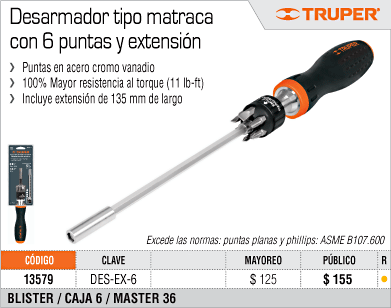 Desarmador tipo matraca
con 6 puntas y extensión
TRUPER®
Puntas en acero cromo vanadio
100% Mayor resistencia al torque (11 lb-ft)
Incluye extensión de 135 mm de largo
TRUPER
Excede las normas: puntas planas y phillips: ASME B107.600
CÓDIGO CLAVE MAYOREO PÚBLICO R
13579 DES-EX-6 $ 125 $ 155
BLISTER / CAJA 6 / MASTER 36